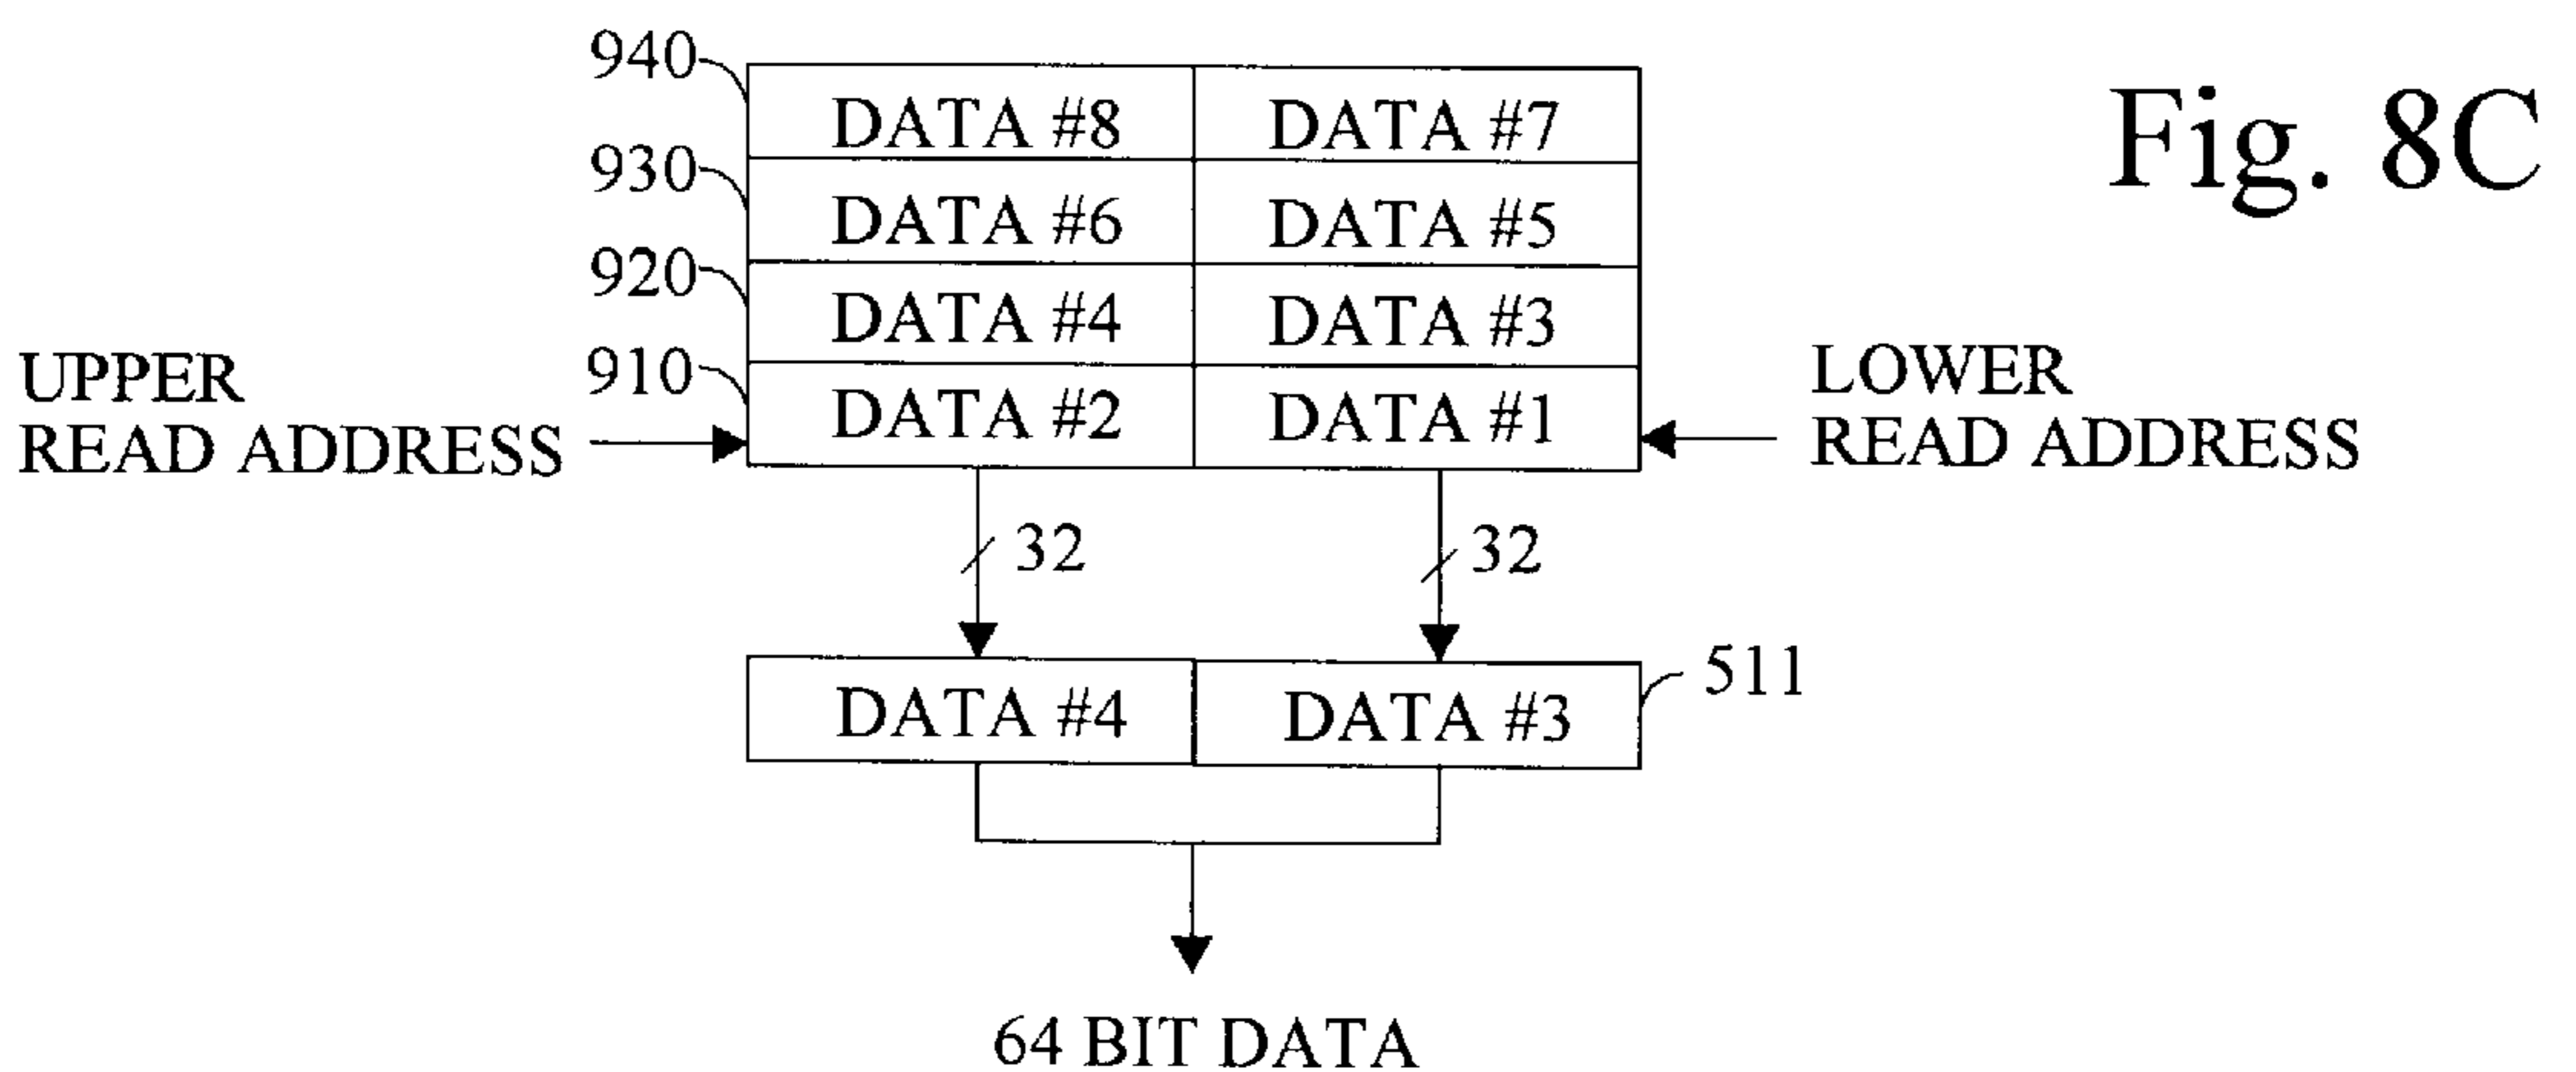 Fig. 8C
940
DATA #8 DATA #7
930
DATA #6 DATA #5
920
DATA #4 DATA #3
910
DATA #2 DATA #1
UPPER
READ ADDRESS
LOWER
READ ADDRESS
32 32
DATA #4 DATA #3
511
64 BIT DATA